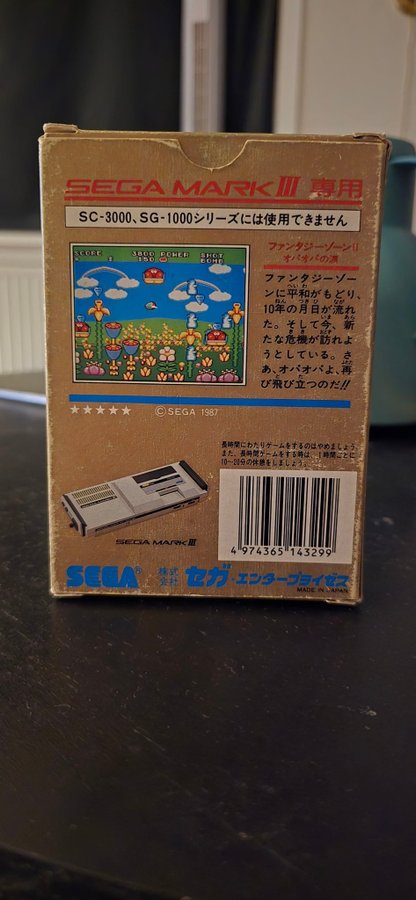 SEGA MARK III 専用
SC-3000、SG-1000シリーズには使用できません
SCORE 3800 POWER SHOT
1 150 BOMB
ファンタジーゾーンII
オパオパの涙
ファンタジーゾー
ンに平和がもどり、
10年の月日が流れ
た。そして今、新
たな危機が訪れよ
うとしている。さ
あ、オパオパよ、再
び飛び立つのだ!!
★★★★★ ©SEGA 1987
長時間にわたりゲームをするのはやめましょう。
また、長時間ゲームをする時は、1時間ごとに
10〜20分の休憩をしましょう。
4 974365 143299
SEGA MARK III
SEGA® 株式会社 セガ・エンタープライゼス
MADE IN JAPAN